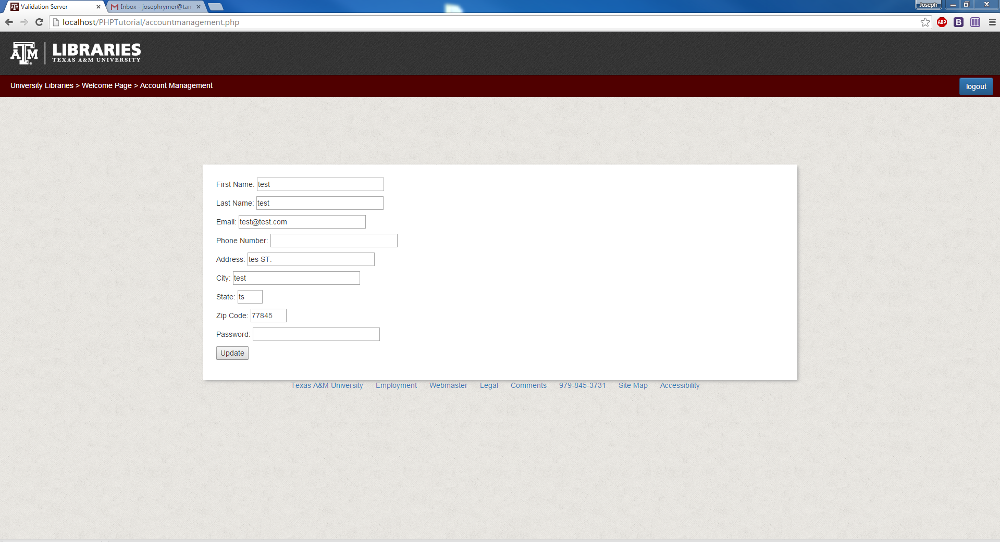 Validation Server
Inbox - josephrymer@tam
Joseph
localhost/PHPTutorial/accountmanagement.php
ABP
B
ATM LIBRARIES
TEXAS A&M UNIVERSITY
University Libraries > Welcome Page > Account Management
logout
First Name: test
Last Name: test
Email: test@test.com
Phone Number:
Address: tes ST.
City: test
State: ts
Zip Code: 77845
Password:
Update
Texas A&M University Employment Webmaster Legal Comments 979-845-3731 Site Map Accessibility